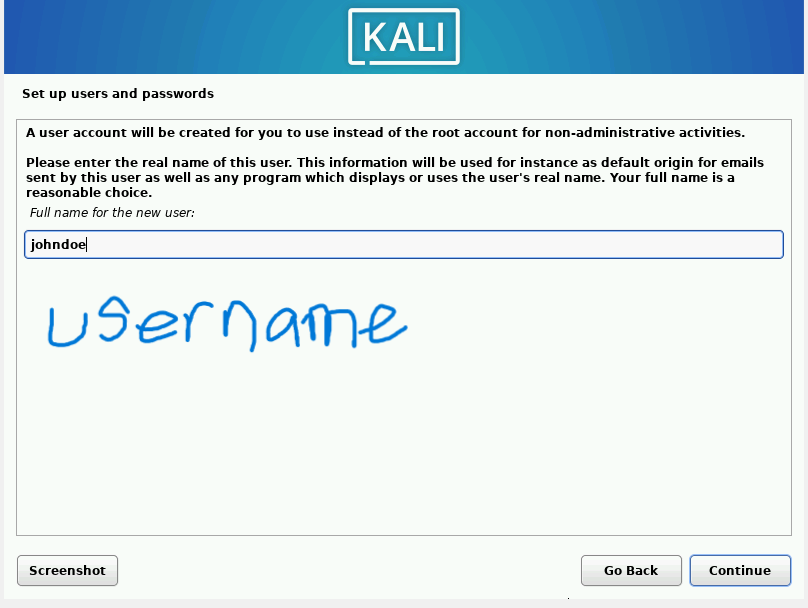 KALI
Set up users and passwords
A user account will be created for you to use instead of the root account for non-administrative activities.
Please enter the real name of this user. This information will be used for instance as default origin for emails
sent by this user as well as any program which displays or uses the user's real name. Your full name is a
reasonable choice.
Full name for the new user:
johndoe
username
Screenshot
Go Back
Continue